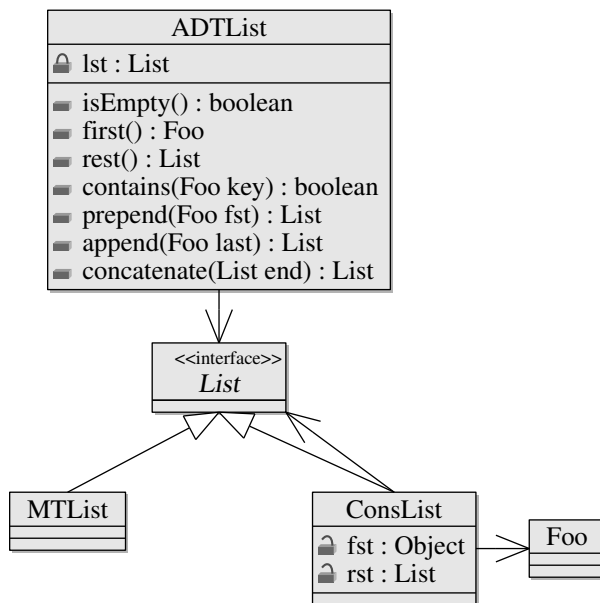 ADTList
lst : List
isEmpty() : boolean
first() : Foo
rest() : List
contains(Foo key) : boolean
prepend(Foo fst) : List
append(Foo last) : List
concatenate(List end) : List
<<interface>>
List
MTList
ConsList
fst : Object
rst : List
Foo